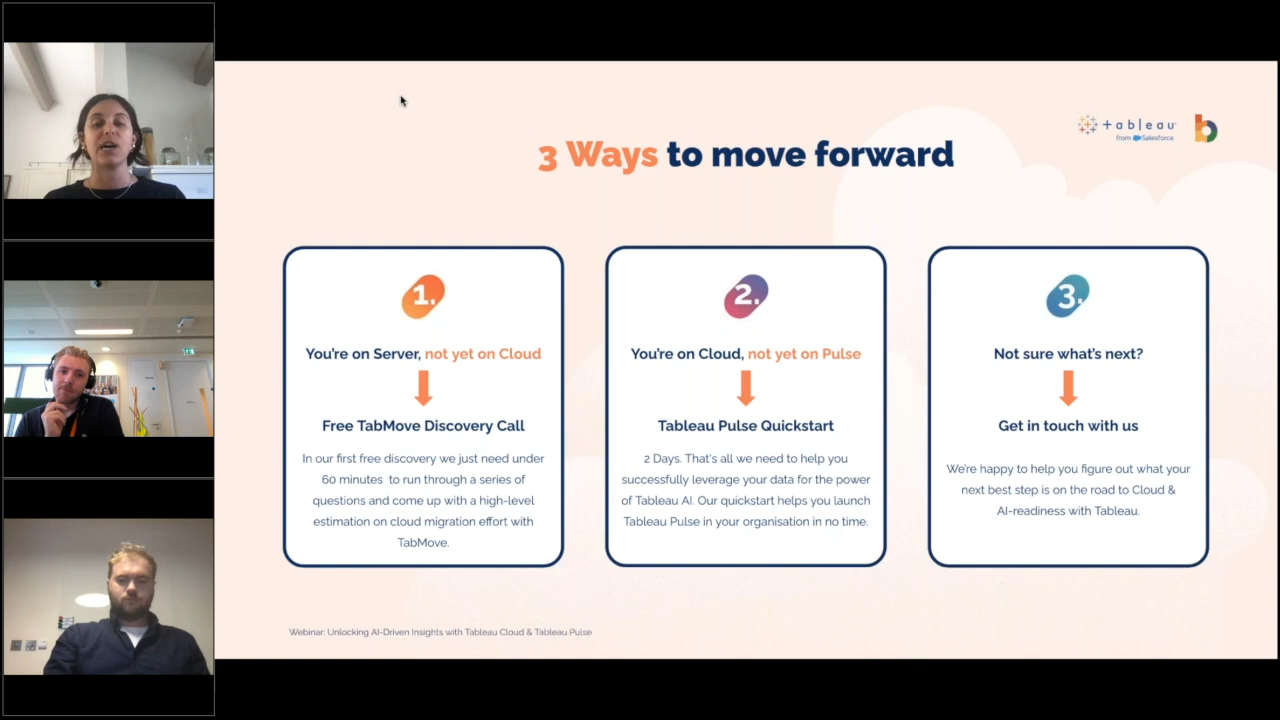 tableau
from Salesforce
3 Ways to move forward
1.
You're on Server, not yet on Cloud
Free TabMove Discovery Call
In our first free discovery we just need under
60 minutes to run through a series of
questions and come up with a high-level
estimation on cloud migration effort with
TabMove.
2.
You're on Cloud, not yet on Pulse
Tableau Pulse Quickstart
2 Days. That's all we need to help you
successfully leverage your data for the power
of Tableau AI. Our quickstart helps you launch
Tableau Pulse in your organisation in no time.
3.
Not sure what's next?
Get in touch with us
We're happy to help you figure out what your
next best step is on the road to Cloud &
AI-readiness with Tableau.
Webinar: Unlocking AI-Driven Insights with Tableau Cloud & Tableau Pulse